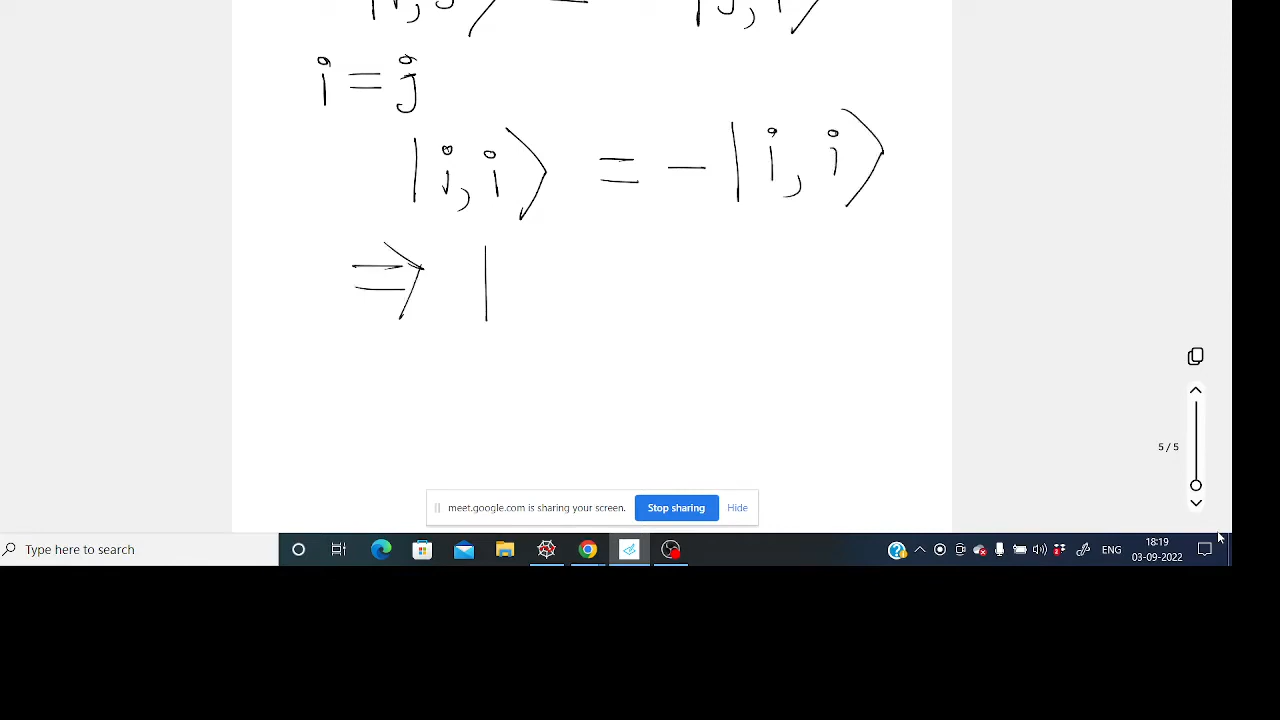 |i,j⟩ = -|j,i⟩
i = j
|i,i⟩ = -|i,i⟩
⇒ |
5 / 5
meet.google.com is sharing your screen. Stop sharing Hide
Type here to search
ENG
18:19
03-09-2022